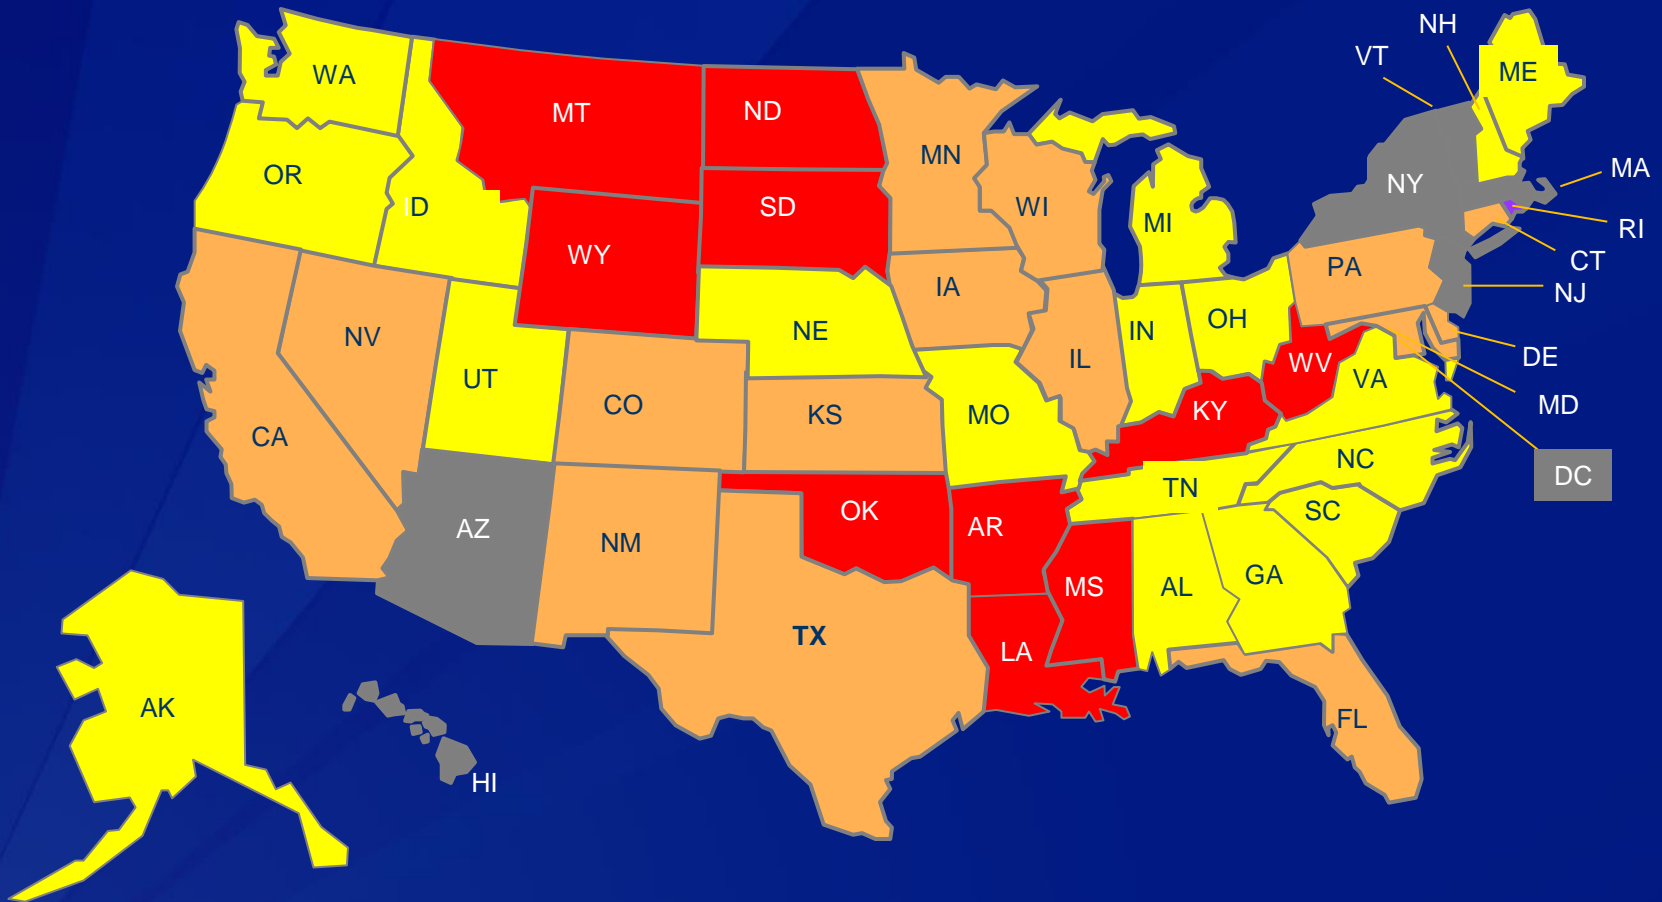 NH
VT
ME
WA
MT
ND
MN
OR
ID
SD
WI
MI
NY
MA
RI
WY
IA
PA
CT
NJ
NV
NE
IN
OH
DE
UT
CO
KS
IL
WV
VA
MD
CA
MO
KY
NC
DC
AZ
NM
OK
AR
TN
SC
TX
MS
AL
GA
LA
AK
HI
FL